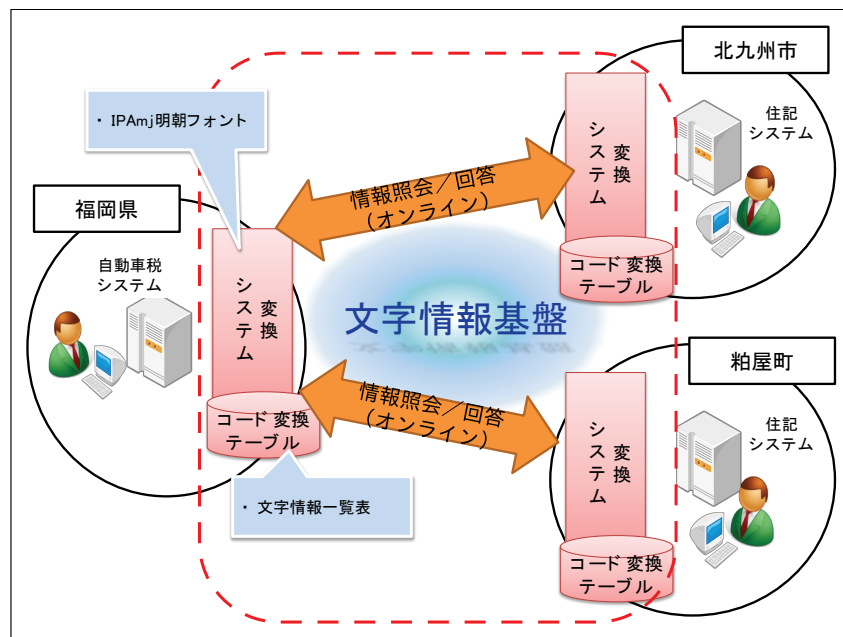 北九州市
住記
システム
変換
システム
コード変換
テーブル
・ IPAmj明朝フォント
情報照会／回答
（オンライン）
福岡県
自動車税
システム
変換
システム
コード変換
テーブル
文字情報基盤
・ 文字情報一覧表
情報照会／回答
（オンライン）
粕屋町
住記
システム
変換
システム
コード変換
テーブル